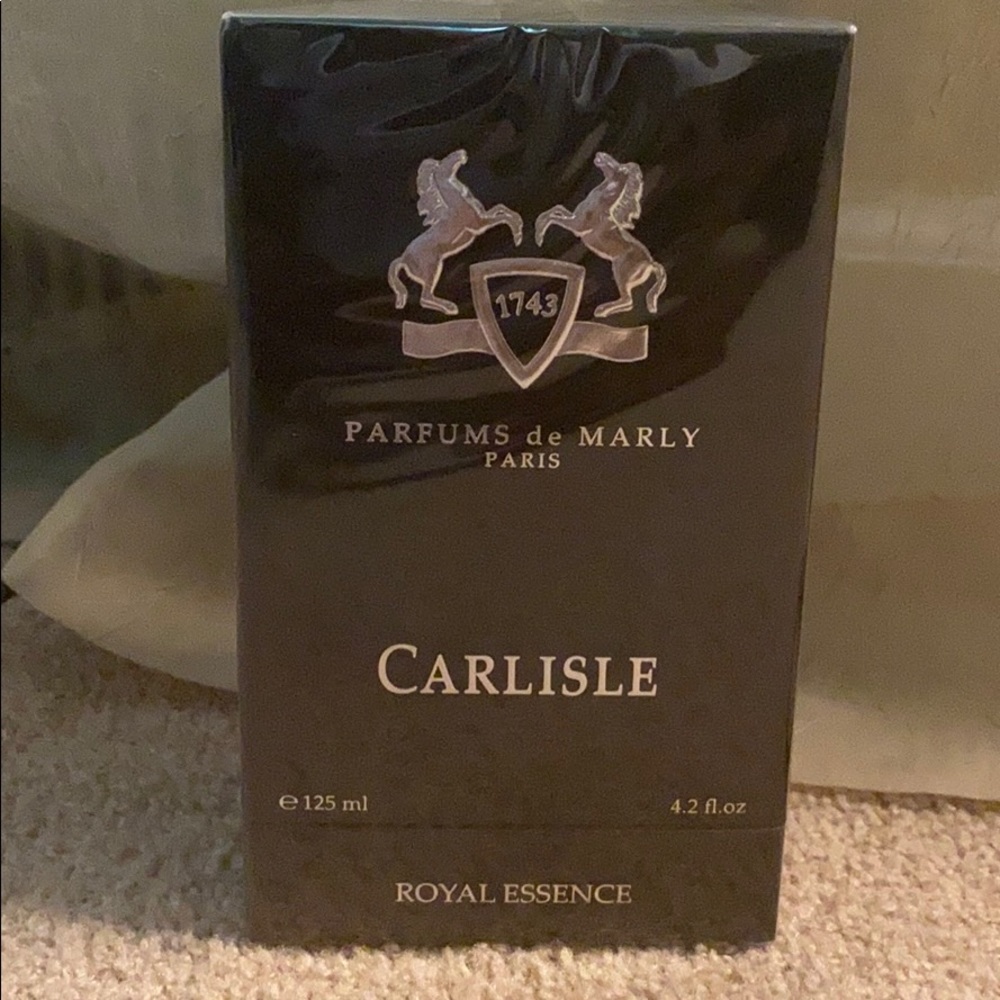 1743
PARFUMS de MARLY
PARIS
CARLISLE
℮ 125 ml 4.2 fl.oz
ROYAL ESSENCE